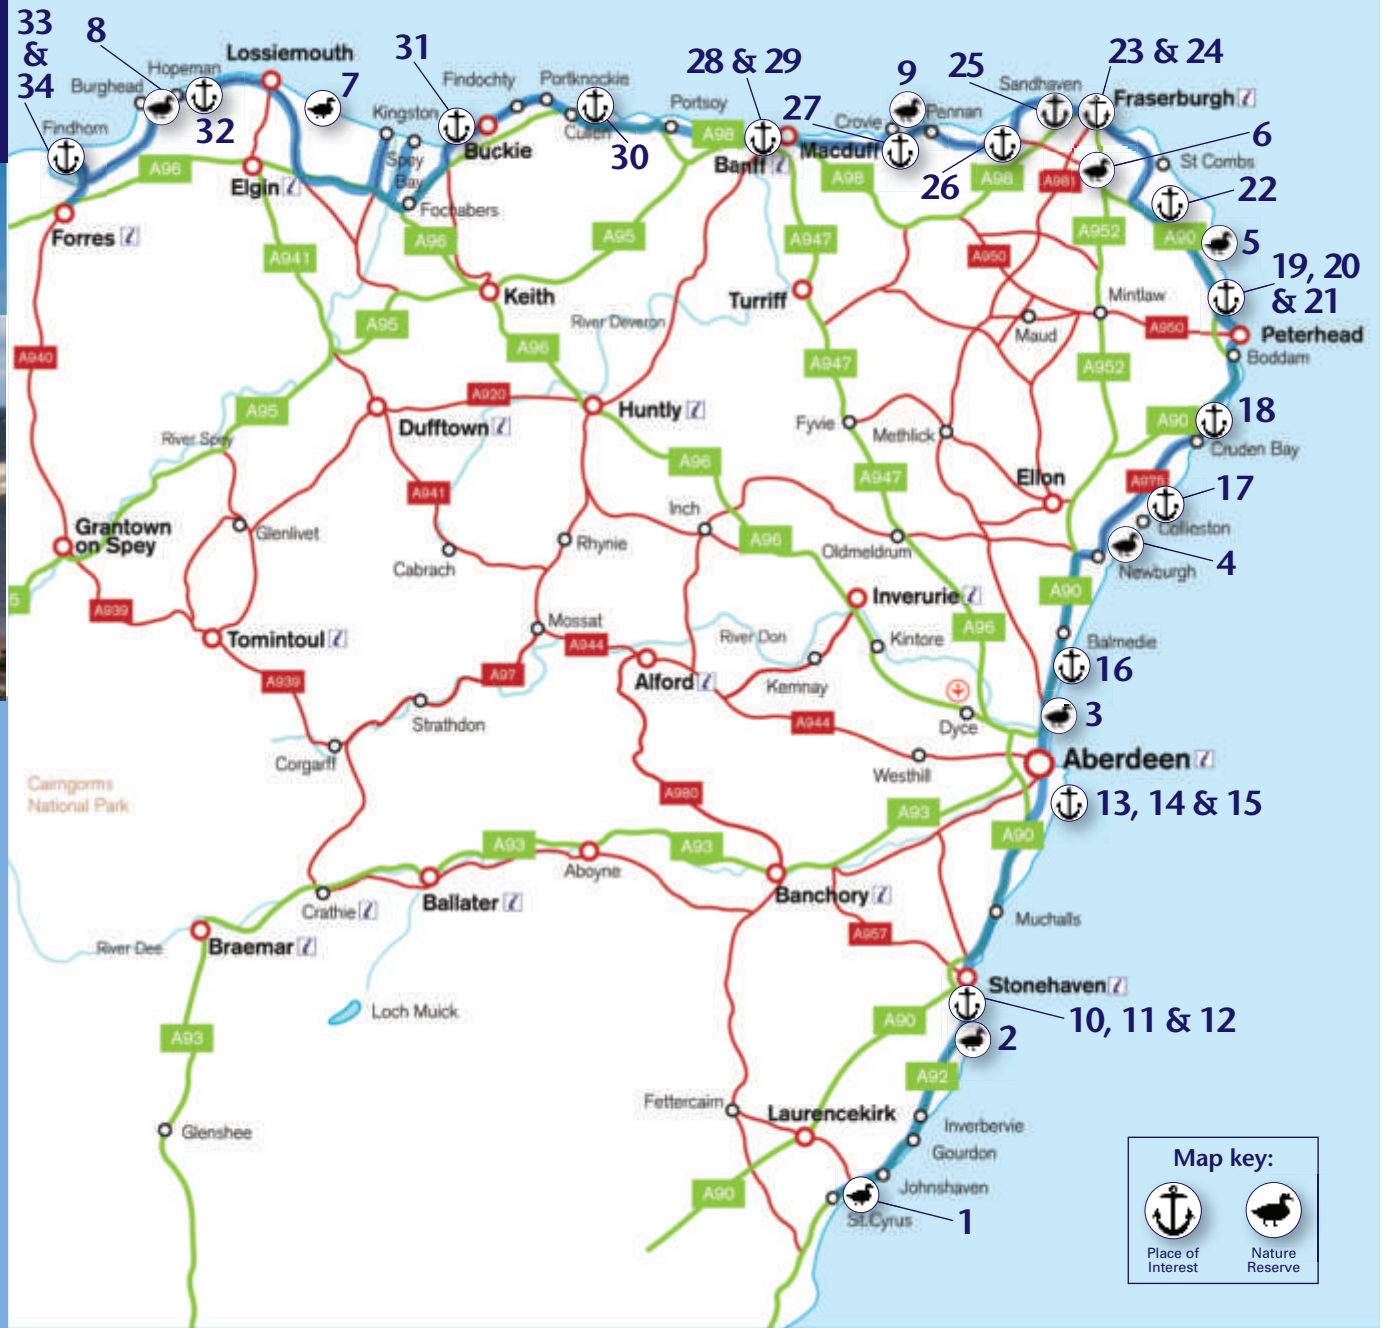 33
&
34
8
Lossiemouth
Hopeman
Burghead
Findhorn
32
7
31
Findochty
Portknockie
Kingston
Spey
Bay
Buckie
Cullen
30
Portsoy
28 & 29
27
Banff
Macduff
9
Crovie
Pennan
25
26
Sandhaven
23 & 24
Fraserburgh
6
St Combs
22
5
19, 20
& 21
Peterhead
Boddam
A96
Elgin
Fochabers
Forres
A98
A98
A98
A981
A952
A90
A941
A96
A95
A947
A950
Keith
Turriff
Mintlaw
A950
Maud
River Deveron
A95
A96
A940
A947
A952
A920
Huntly
A95
Dufftown
River Spey
Fyvie
Methlick
A90
18
Cruden Bay
A96
A947
Ellon
A975
17
Collieston
A941
Inch
Grantown
on Spey
Glenlivet
Rhynie
A96
Oldmeldrum
4
Newburgh
Cabrach
A90
5
A939
Inverurie
Mossat
River Don
Kintore
A96
Balmedie
Tomintoul
A944
16
A97
Alford
Kemnay
A939
Strathdon
A944
Dyce
3
Corgarff
Westhill
Aberdeen
Cairngorms
National Park
A980
13, 14 & 15
A93
A93
A93
A90
Aboyne
Ballater
Banchory
Crathie
Muchalls
River Dee
Braemar
A957
Stonehaven
Loch Muick
A90
10, 11 & 12
A93
2
A92
Fettercairn
Laurencekirk
Inverbervie
Glenshee
Gourdon
A90
Johnshaven
St.Cyrus
1
Map key:
Place of
Interest
Nature
Reserve